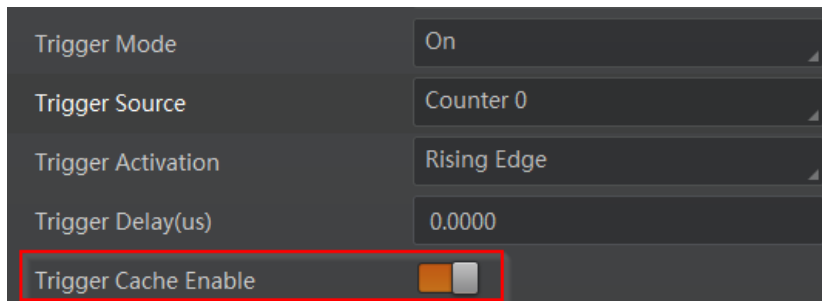 Trigger Mode On
Trigger Source Counter 0
Trigger Activation Rising Edge
Trigger Delay(us) 0.0000
Trigger Cache Enable